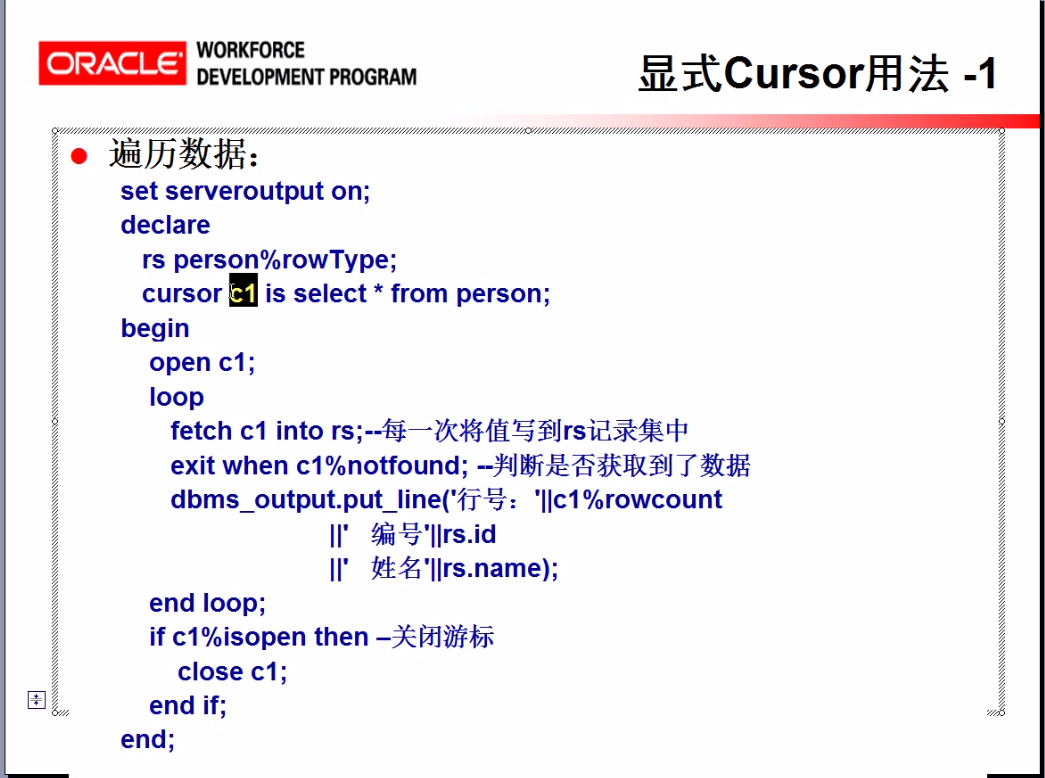 ORACLE WORKFORCE
DEVELOPMENT PROGRAM
显式Cursor用法 -1
遍历数据：
set serveroutput on;
declare
rs person%rowType;
cursor c1 is select * from person;
begin
open c1;
loop
fetch c1 into rs;--每一次将值写到rs记录集中
exit when c1%notfound; --判断是否获取到了数据
dbms_output.put_line('行号：'||c1%rowcount
||' 编号'||rs.id
||' 姓名'||rs.name);
end loop;
if c1%isopen then –关闭游标
close c1;
end if;
end;